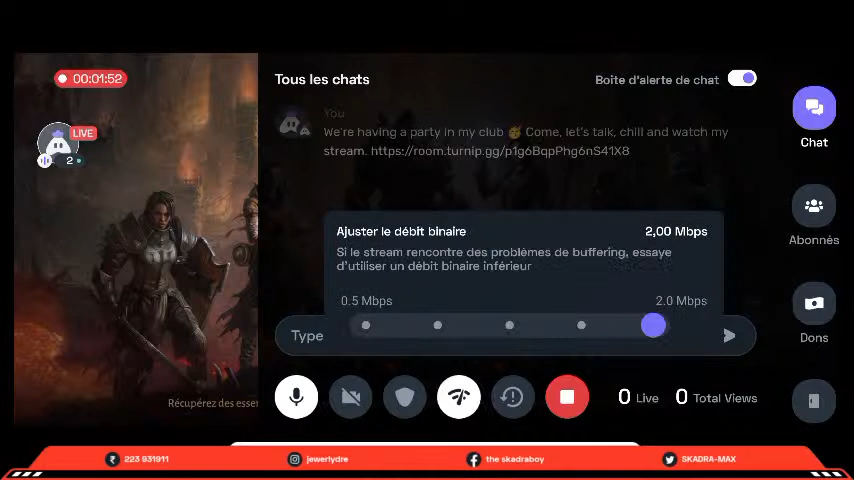 00:01:52
LIVE
2
Récupérez des esse
Tous les chats
Boîte d'alerte de chat
You
We're having a party in my club 🥳 Come, let's talk, chill and watch my
stream. https://room.turnip.gg/p1g6BqpPhg6nS41X8
Ajuster le débit binaire
2,00 Mbps
Si le stream rencontre des problèmes de buffering, essaye
d'utiliser un débit binaire inférieur
0.5 Mbps
2.0 Mbps
Type
0 Live
0 Total Views
Chat
Abonnés
Dons
₹ 223 931911
jewerlydre
the skadraboy
SKADRA-MAX